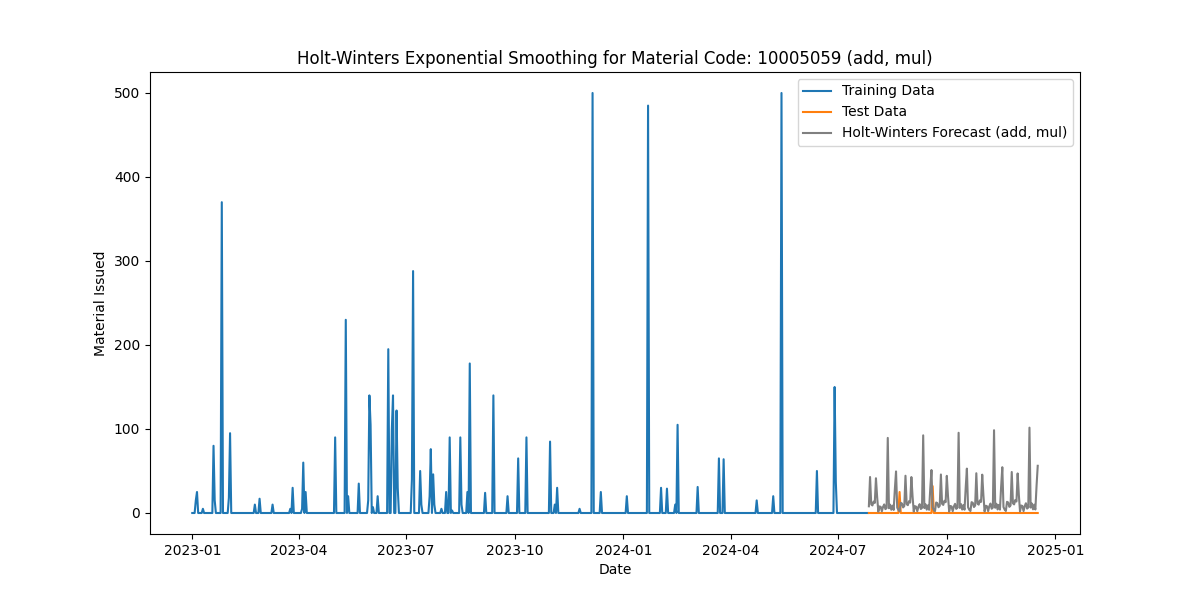 Holt-Winters Exponential Smoothing for Material Code: 10005059 (add, mul)
Training Data
Test Data
Holt-Winters Forecast (add, mul)
Material Issued
500
400
300
200
100
0
2023-01 2023-04 2023-07 2023-10 2024-01 2024-04 2024-07 2024-10 2025-01
Date